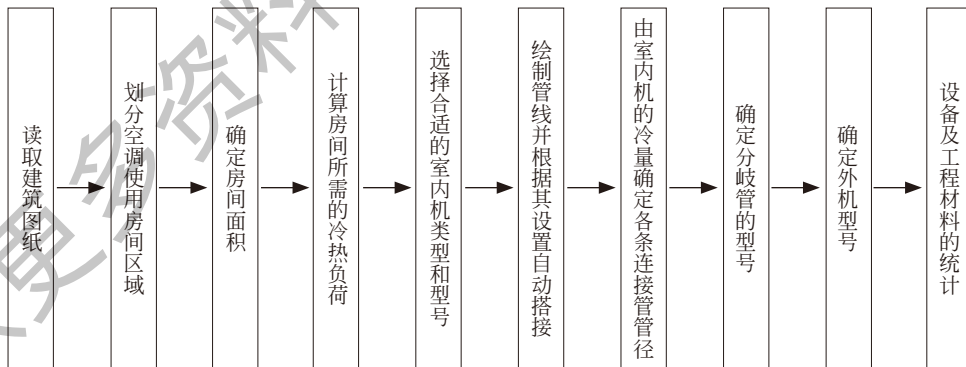 读取建筑图纸
划分空调使用房间区域
确定房间面积
计算房间所需的冷热负荷
选择合适的室内机类型和型号
绘制管线并根据其设置自动搭接
由室内机的冷量确定各条连接管管径
确定分岐管的型号
确定外机型号
设备及工程材料的统计
更多资料